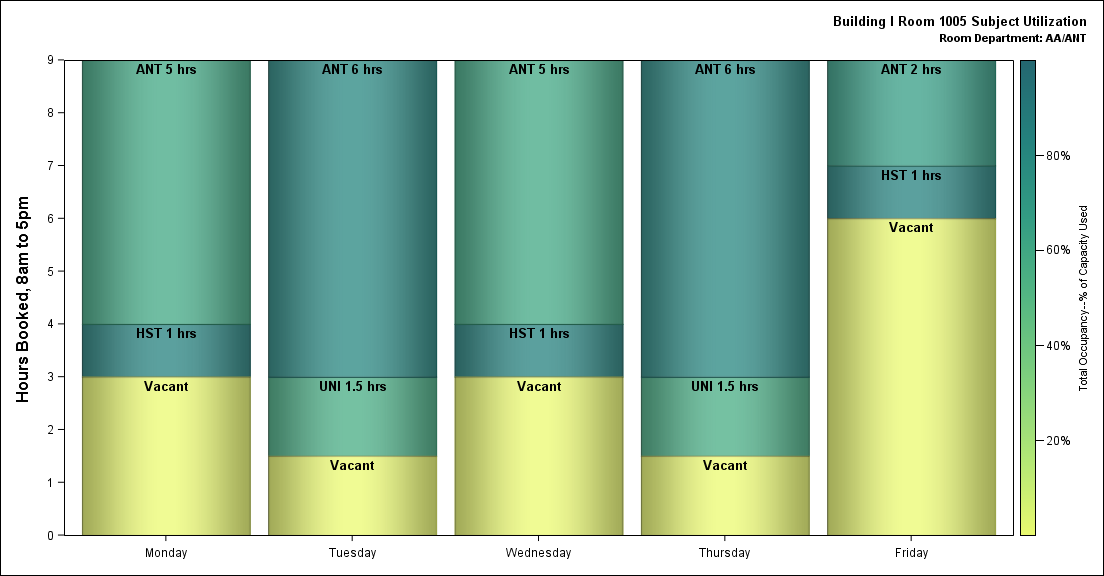 Building I Room 1005 Subject Utilization
Room Department: AA/ANT
Hours Booked, 8am to 5pm
9
8
7
6
5
4
3
2
1
0
ANT 5 hrs
HST 1 hrs
Vacant
ANT 6 hrs
UNI 1.5 hrs
Vacant
ANT 5 hrs
HST 1 hrs
Vacant
ANT 6 hrs
UNI 1.5 hrs
Vacant
ANT 2 hrs
HST 1 hrs
Vacant
Monday
Tuesday
Wednesday
Thursday
Friday
80%
60%
40%
20%
Total Occupancy--% of Capacity Used